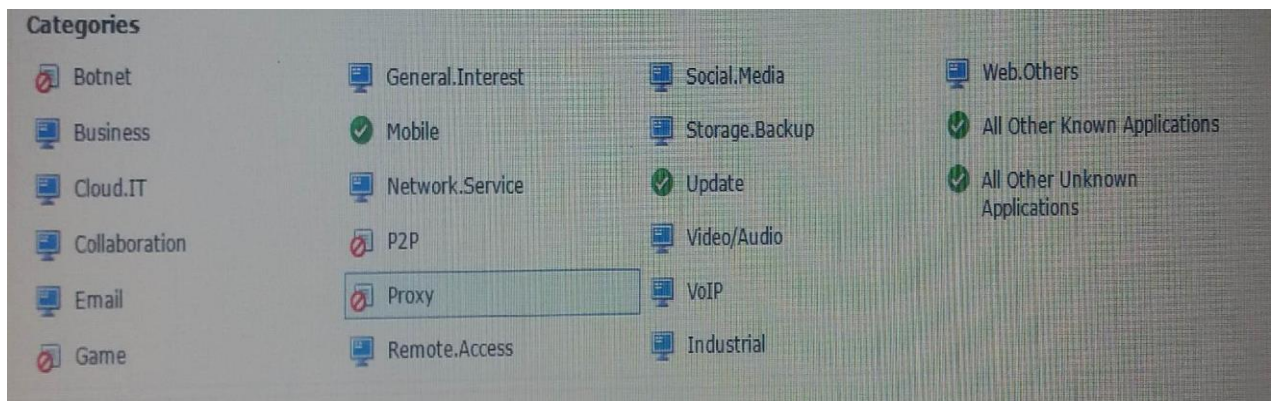 Categories
Botnet
Business
Cloud.IT
Collaboration
Email
Game
General.Interest
Mobile
Network.Service
P2P
Proxy
Remote.Access
Social.Media
Storage.Backup
Update
Video/Audio
VoIP
Industrial
Web.Others
All Other Known Applications
All Other Unknown
Applications